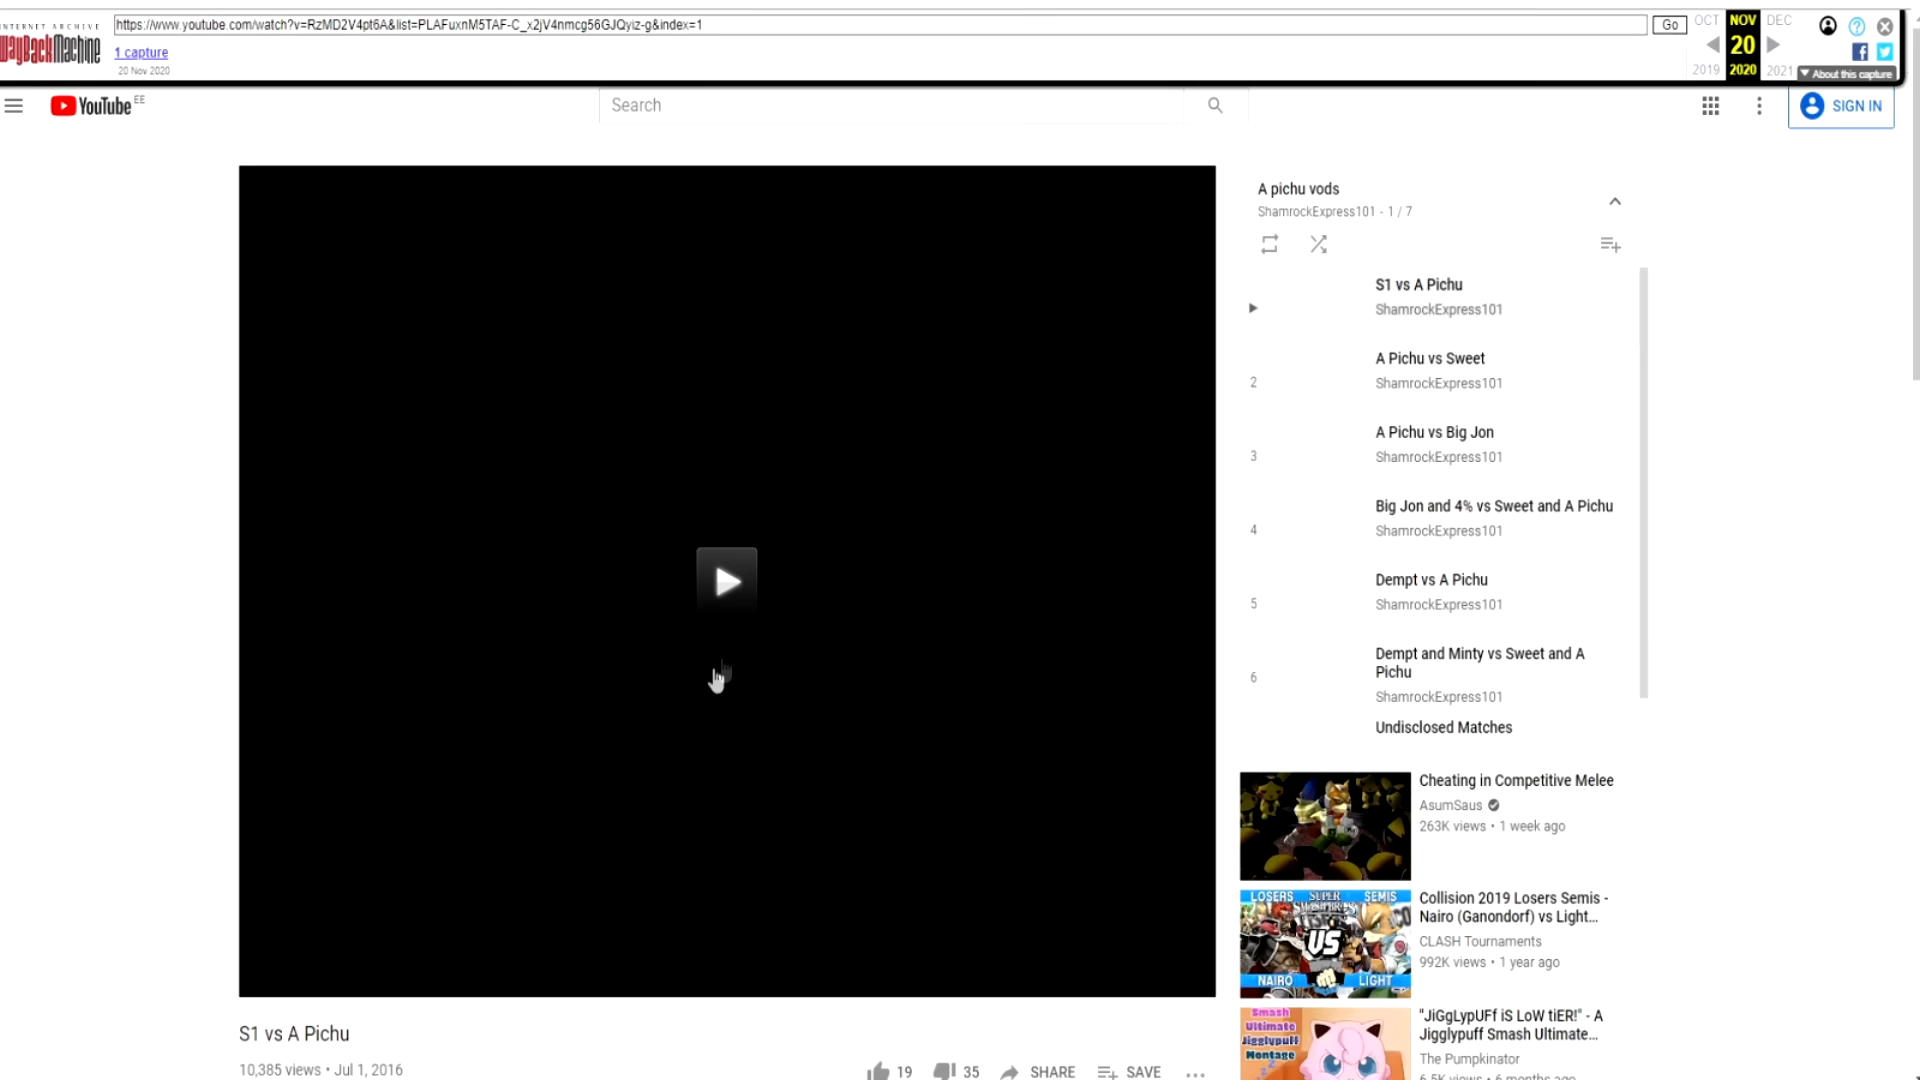 INTERNET ARCHIVE
WayBackMachine
https://www.youtube.com/watch?v=RzMD2V4pt6A&list=PLAFuxnM5TAF-C_x2jV4nmcg56GJQyiz-g&index=1
Go
OCT
NOV
DEC
1 capture
20
20 Nov 2020
2019
2020
2021
About this capture
YouTube EE
Search
SIGN IN
A pichu vods
ShamrockExpress101 - 1 / 7
S1 vs A Pichu
ShamrockExpress101
A Pichu vs Sweet
2
ShamrockExpress101
A Pichu vs Big Jon
3
ShamrockExpress101
Big Jon and 4% vs Sweet and A Pichu
4
ShamrockExpress101
Dempt vs A Pichu
5
ShamrockExpress101
Dempt and Minty vs Sweet and A
Pichu
6
ShamrockExpress101
Undisclosed Matches
Cheating in Competitive Melee
AsumSaus
263K views • 1 week ago
LOSERS
SUPER
SEMIS
VS
NAIRO
LIGHT
Collision 2019 Losers Semis -
Nairo (Ganondorf) vs Light...
CLASH Tournaments
992K views • 1 year ago
Smash
Ultimate
Jigglypuff
Montage
"JiGgLypUFf iS LoW tiER!" - A
Jigglypuff Smash Ultimate...
The Pumpkinator
6.5K views • 6 months ago
S1 vs A Pichu
10,385 views • Jul 1, 2016
19
35
SHARE
SAVE